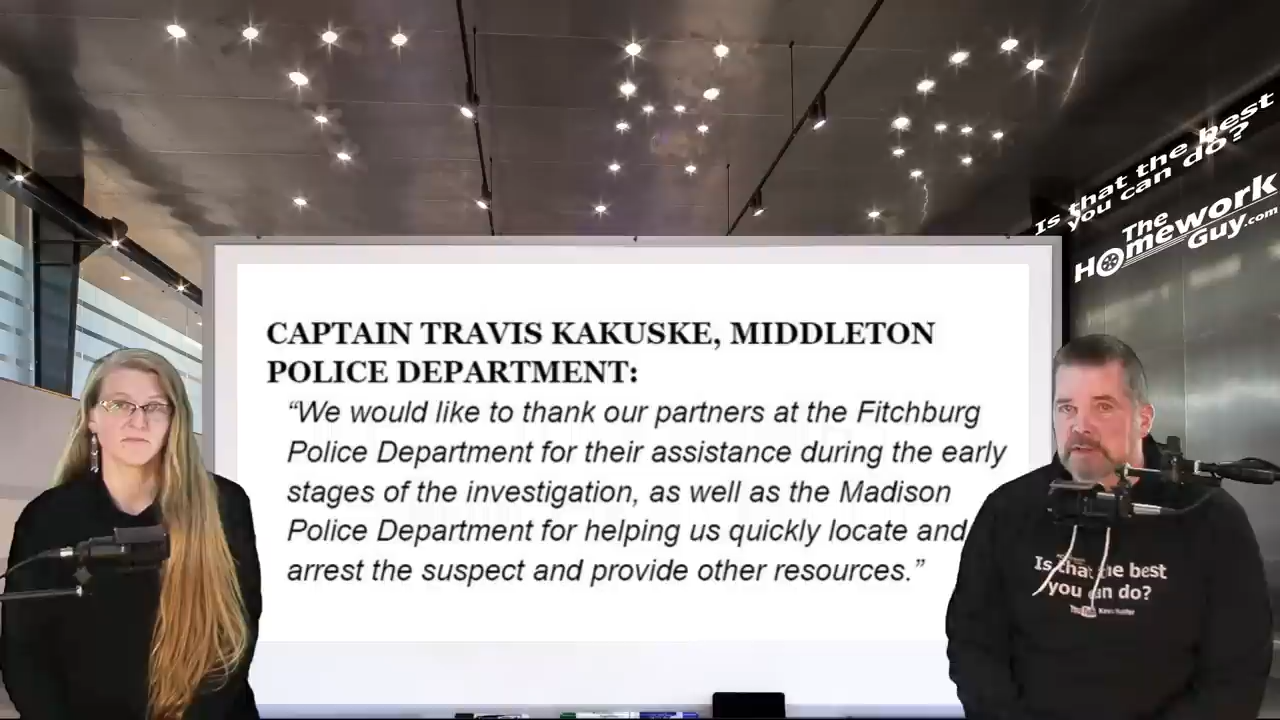 Is that the best
you can do?
The
Homework
Guy.com
CAPTAIN TRAVIS KAKUSKE, MIDDLETON
POLICE DEPARTMENT:
“We would like to thank our partners at the Fitchburg
Police Department for their assistance during the early
stages of the investigation, as well as the Madison
Police Department for helping us quickly locate and
arrest the suspect and provide other resources.”
Is that the best
you can do?